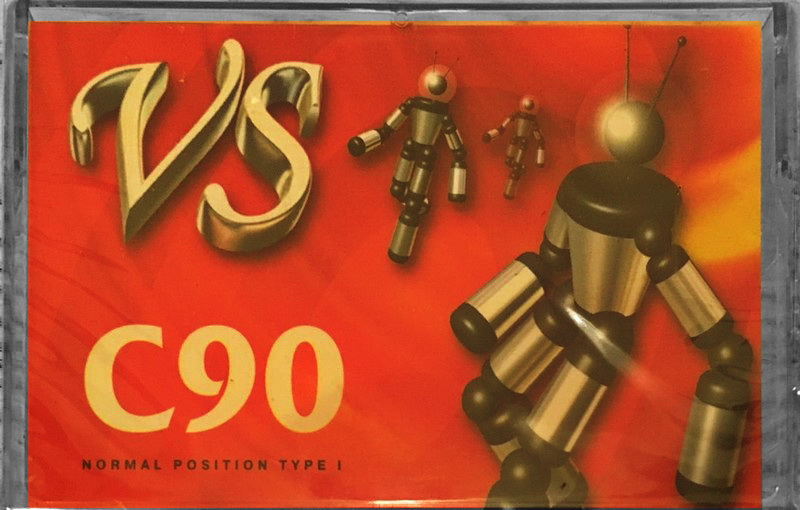 VS
C90
NORMAL POSITION TYPE I